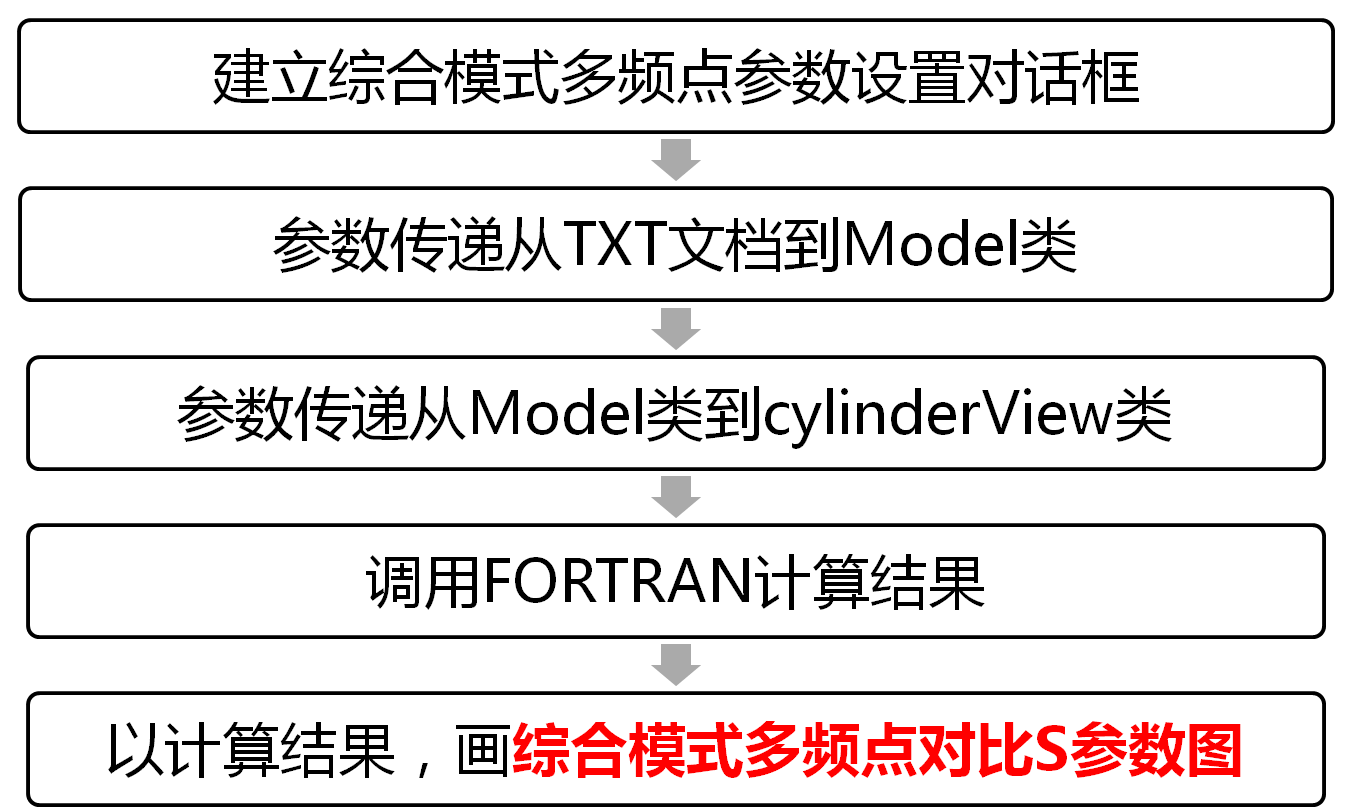 建立综合模式多频点参数设置对话框
参数传递从TXT文档到Model类
参数传递从Model类到cylinderView类
调用FORTRAN计算结果
以计算结果，画综合模式多频点对比S参数图